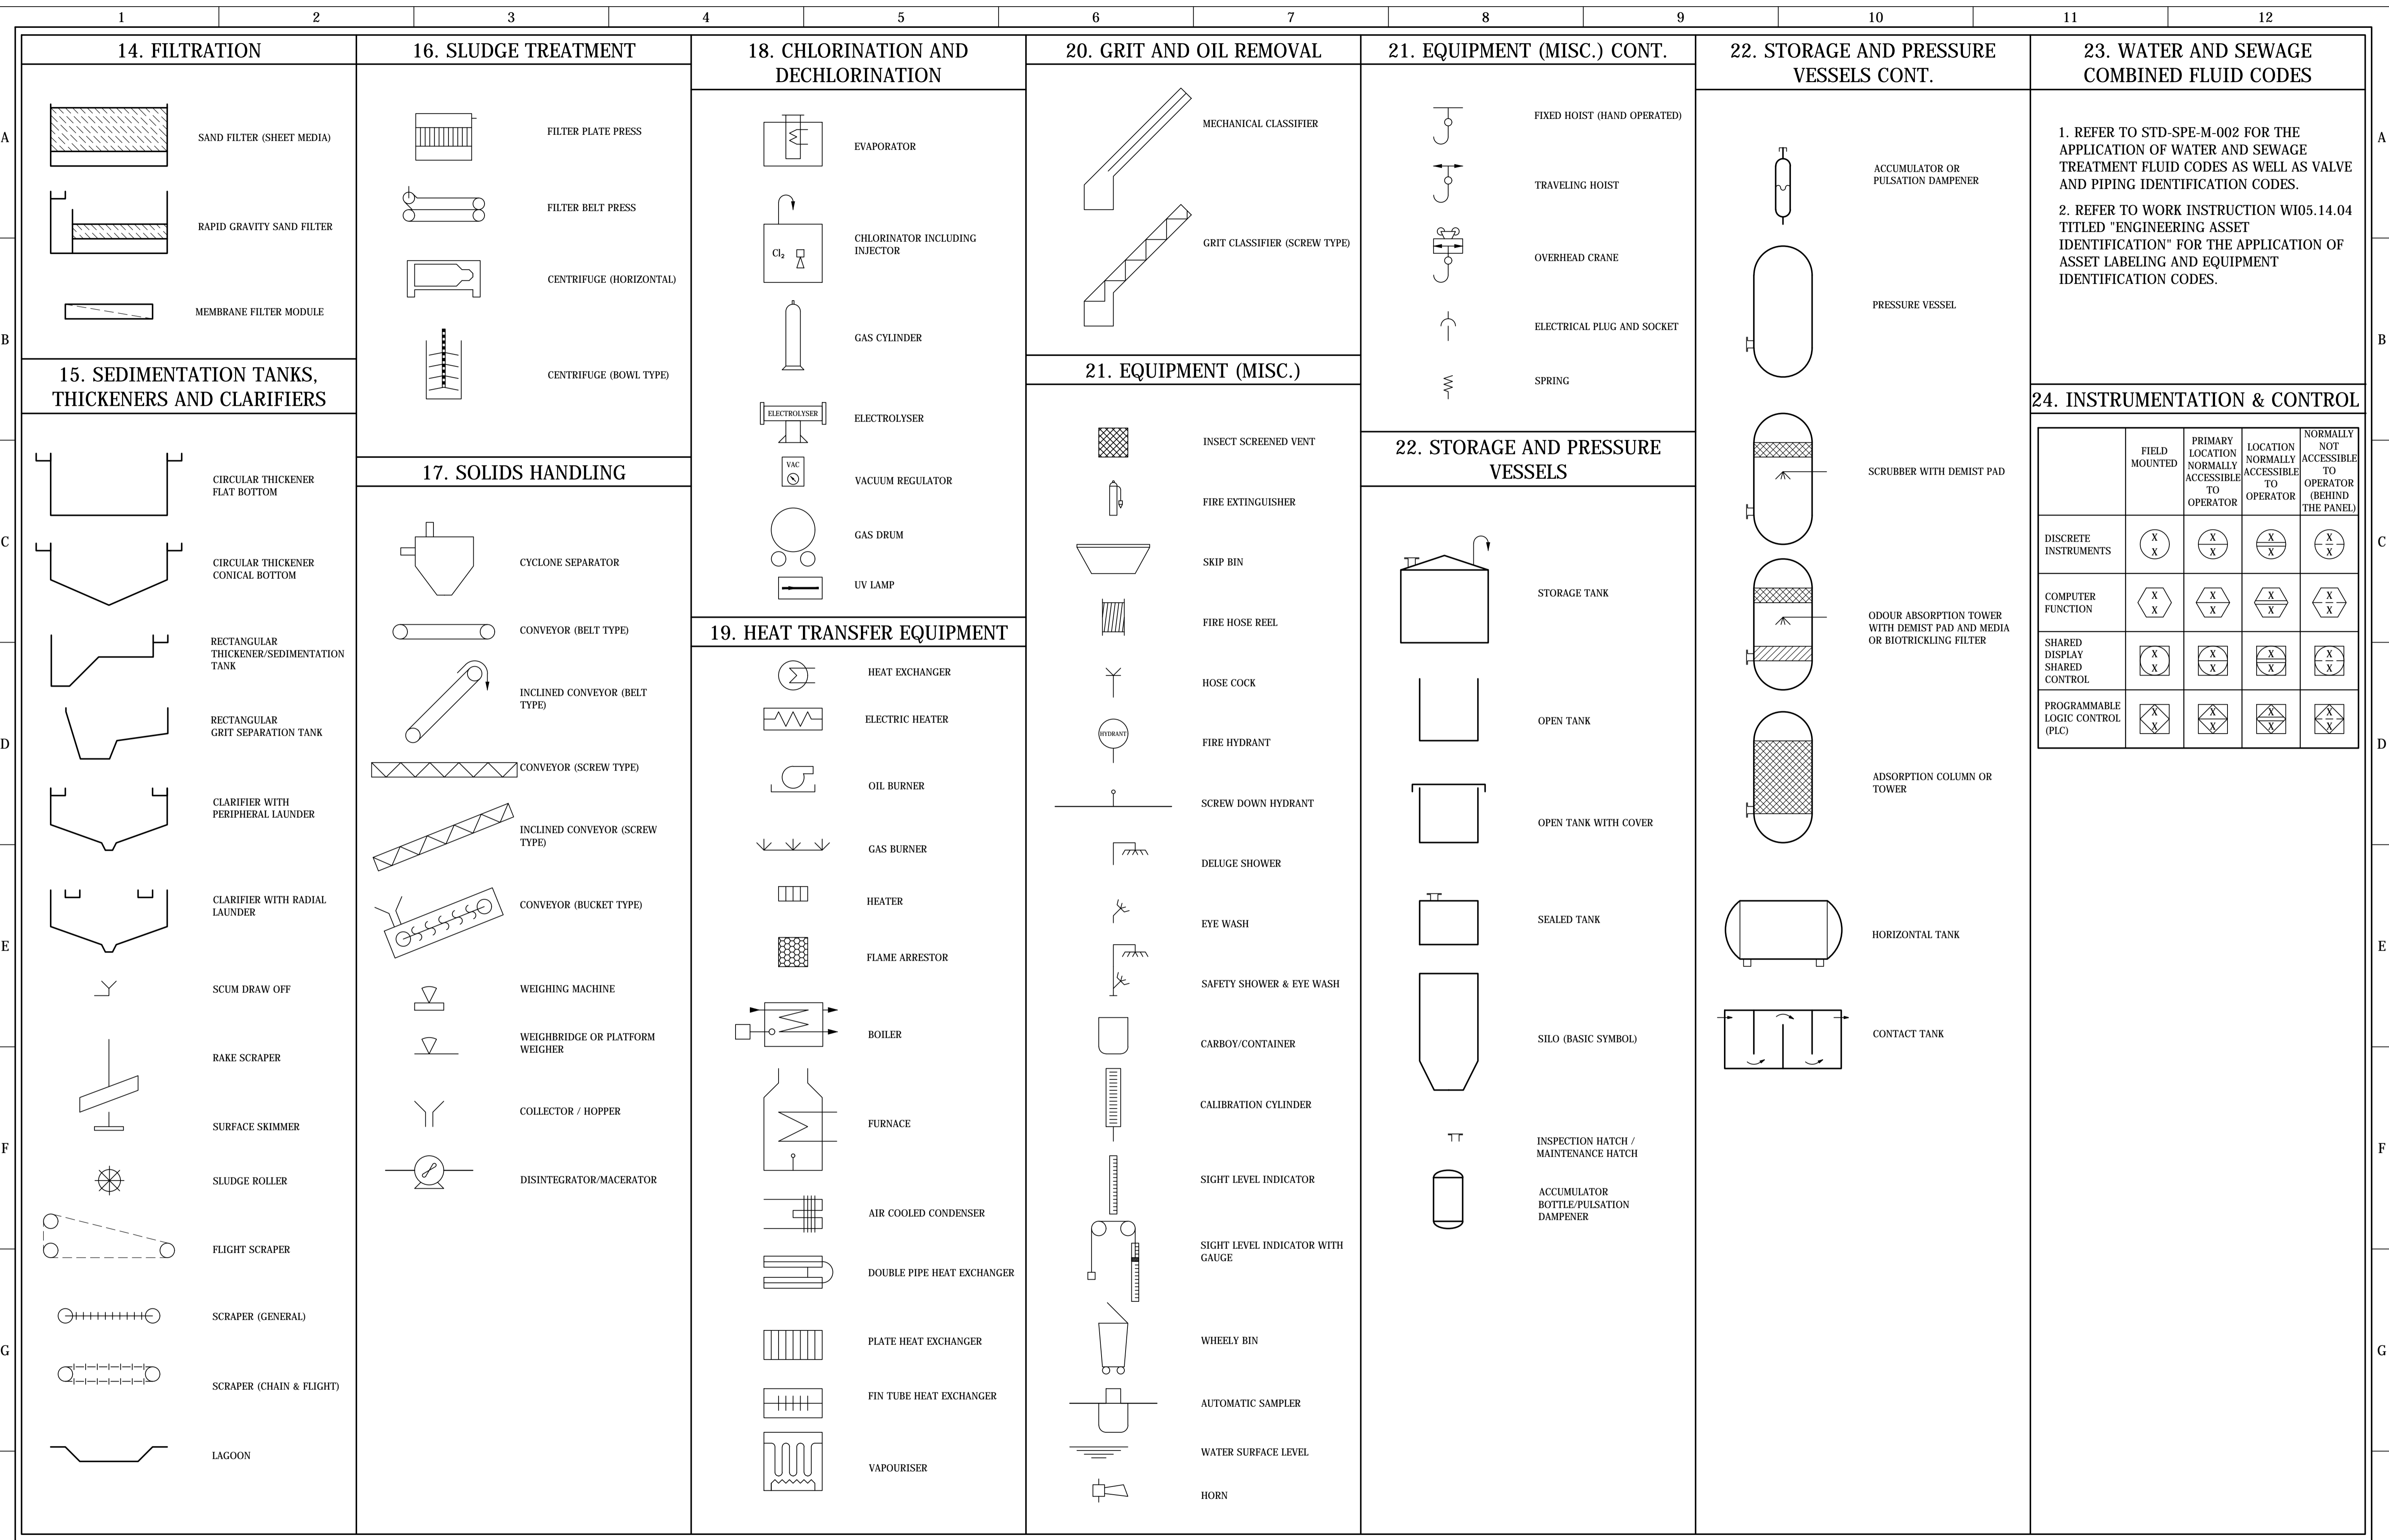 1 2 3 4 5 6 7 8 9 10 11 12
A
B
C
D
E
F
G
14. FILTRATION
SAND FILTER (SHEET MEDIA)
RAPID GRAVITY SAND FILTER
MEMBRANE FILTER MODULE
15. SEDIMENTATION TANKS,
THICKENERS AND CLARIFIERS
CIRCULAR THICKENER
FLAT BOTTOM
CIRCULAR THICKENER
CONICAL BOTTOM
RECTANGULAR
THICKENER/SEDIMENTATION
TANK
RECTANGULAR
GRIT SEPARATION TANK
CLARIFIER WITH
PERIPHERAL LAUNDER
CLARIFIER WITH RADIAL
LAUNDER
SCUM DRAW OFF
RAKE SCRAPER
SURFACE SKIMMER
SLUDGE ROLLER
FLIGHT SCRAPER
SCRAPER (GENERAL)
SCRAPER (CHAIN & FLIGHT)
LAGOON
16. SLUDGE TREATMENT
FILTER PLATE PRESS
FILTER BELT PRESS
CENTRIFUGE (HORIZONTAL)
CENTRIFUGE (BOWL TYPE)
17. SOLIDS HANDLING
CYCLONE SEPARATOR
CONVEYOR (BELT TYPE)
INCLINED CONVEYOR (BELT
TYPE)
CONVEYOR (SCREW TYPE)
INCLINED CONVEYOR (SCREW
TYPE)
CONVEYOR (BUCKET TYPE)
WEIGHING MACHINE
WEIGHBRIDGE OR PLATFORM
WEIGHER
COLLECTOR / HOPPER
DISINTEGRATOR/MACERATOR
18. CHLORINATION AND
DECHLORINATION
EVAPORATOR
Cl₂
CHLORINATOR INCLUDING
INJECTOR
GAS CYLINDER
ELECTROLYSER
ELECTROLYSER
VAC
VACUUM REGULATOR
GAS DRUM
UV LAMP
19. HEAT TRANSFER EQUIPMENT
HEAT EXCHANGER
ELECTRIC HEATER
OIL BURNER
GAS BURNER
HEATER
FLAME ARRESTOR
BOILER
FURNACE
AIR COOLED CONDENSER
DOUBLE PIPE HEAT EXCHANGER
PLATE HEAT EXCHANGER
FIN TUBE HEAT EXCHANGER
VAPOURISER
20. GRIT AND OIL REMOVAL
MECHANICAL CLASSIFIER
GRIT CLASSIFIER (SCREW TYPE)
21. EQUIPMENT (MISC.)
INSECT SCREENED VENT
FIRE EXTINGUISHER
SKIP BIN
FIRE HOSE REEL
HOSE COCK
HYDRANT
FIRE HYDRANT
SCREW DOWN HYDRANT
DELUGE SHOWER
EYE WASH
SAFETY SHOWER & EYE WASH
CARBOY/CONTAINER
CALIBRATION CYLINDER
SIGHT LEVEL INDICATOR
SIGHT LEVEL INDICATOR WITH
GAUGE
WHEELY BIN
AUTOMATIC SAMPLER
WATER SURFACE LEVEL
HORN
21. EQUIPMENT (MISC.) CONT.
FIXED HOIST (HAND OPERATED)
TRAVELING HOIST
OVERHEAD CRANE
ELECTRICAL PLUG AND SOCKET
SPRING
22. STORAGE AND PRESSURE
VESSELS
STORAGE TANK
OPEN TANK
OPEN TANK WITH COVER
SEALED TANK
SILO (BASIC SYMBOL)
INSPECTION HATCH /
MAINTENANCE HATCH
ACCUMULATOR
BOTTLE/PULSATION
DAMPENER
22. STORAGE AND PRESSURE
VESSELS CONT.
ACCUMULATOR OR
PULSATION DAMPENER
PRESSURE VESSEL
SCRUBBER WITH DEMIST PAD
ODOUR ABSORPTION TOWER
WITH DEMIST PAD AND MEDIA
OR BIOTRICKLING FILTER
ADSORPTION COLUMN OR
TOWER
HORIZONTAL TANK
CONTACT TANK
23. WATER AND SEWAGE
COMBINED FLUID CODES
1. REFER TO STD-SPE-M-002 FOR THE
APPLICATION OF WATER AND SEWAGE
TREATMENT FLUID CODES AS WELL AS VALVE
AND PIPING IDENTIFICATION CODES.
2. REFER TO WORK INSTRUCTION WI05.14.04
TITLED "ENGINEERING ASSET
IDENTIFICATION" FOR THE APPLICATION OF
ASSET LABELING AND EQUIPMENT
IDENTIFICATION CODES.
24. INSTRUMENTATION & CONTROL
FIELD
MOUNTED
PRIMARY
LOCATION
NORMALLY
ACCESSIBLE
TO
OPERATOR
LOCATION
NORMALLY
ACCESSIBLE
TO
OPERATOR
NORMALLY
NOT
ACCESSIBLE
TO
OPERATOR
(BEHIND
THE PANEL)
DISCRETE
INSTRUMENTS
X X X X
X X X X
COMPUTER
FUNCTION
X X X X
X X X X
SHARED
DISPLAY
SHARED
CONTROL
X X X X
X X X X
PROGRAMMABLE
LOGIC CONTROL
(PLC)
X X X X
X X X X
A
B
C
D
E
F
G